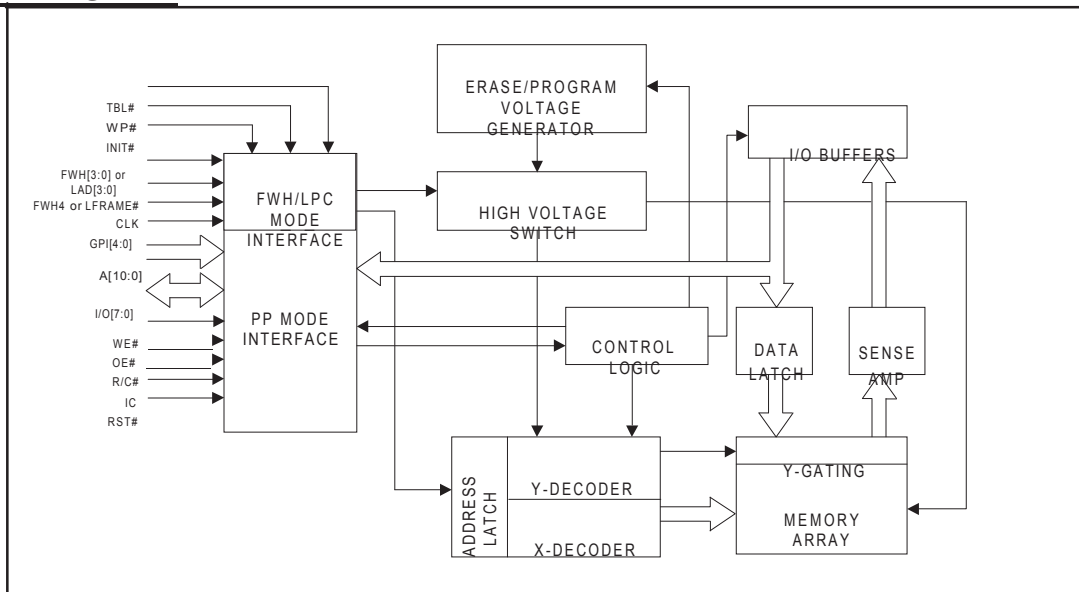 TBL#
WP#
INIT#
FWH[3:0] or
LAD[3:0]
FWH4 or LFRAME#
CLK
GPI[4:0]
A[10:0]
I/O[7:0]
WE#
OE#
R/C#
IC
RST#
FWH/LPC
MODE
INTERFACE
PP MODE
INTERFACE
ERASE/PROGRAM
VOLTAGE
GENERATOR
HIGH VOLTAGE
SWITCH
I/O BUFFERS
CONTROL
LOGIC
DATA
LATCH
SENSE
AMP
ADDRESS
LATCH
Y-DECODER
X-DECODER
Y-GATING
MEMORY
ARRAY